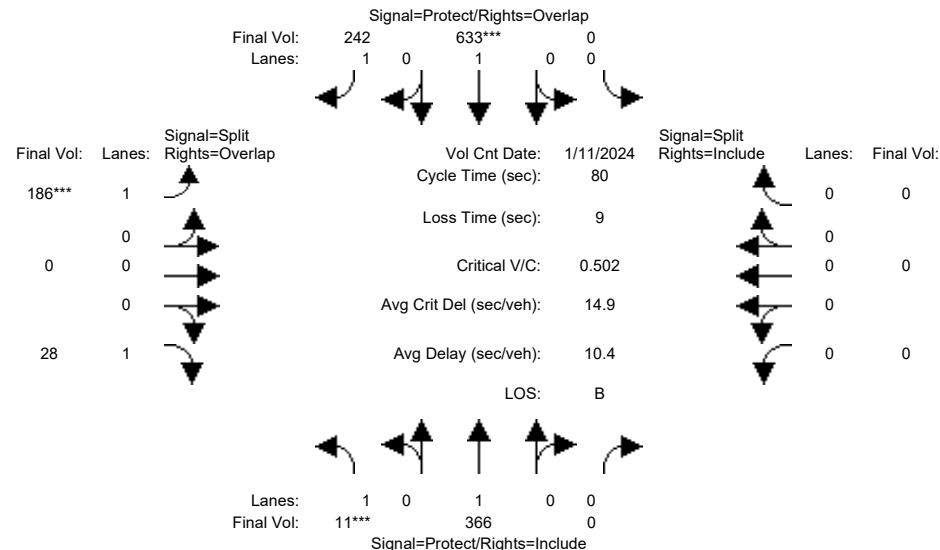 Signal=Protect/Rights=Overlap
Final Vol: 242 633*** 0
Lanes: 1 0 1 0 0
Signal=Split Signal=Split
Final Vol: Lanes: Rights=Overlap Vol Cnt Date: 1/11/2024 Rights=Include Lanes: Final Vol:
Cycle Time (sec): 80
186*** 1 0 0
Loss Time (sec): 9
0 0
0 0 Critical V/C: 0.502 0 0
0 Avg Crit Del (sec/veh): 14.9 0
28 1 Avg Delay (sec/veh): 10.4 0 0
LOS: B
Lanes: 1 0 1 0 0
Final Vol: 11*** 366 0
Signal=Protect/Rights=Include